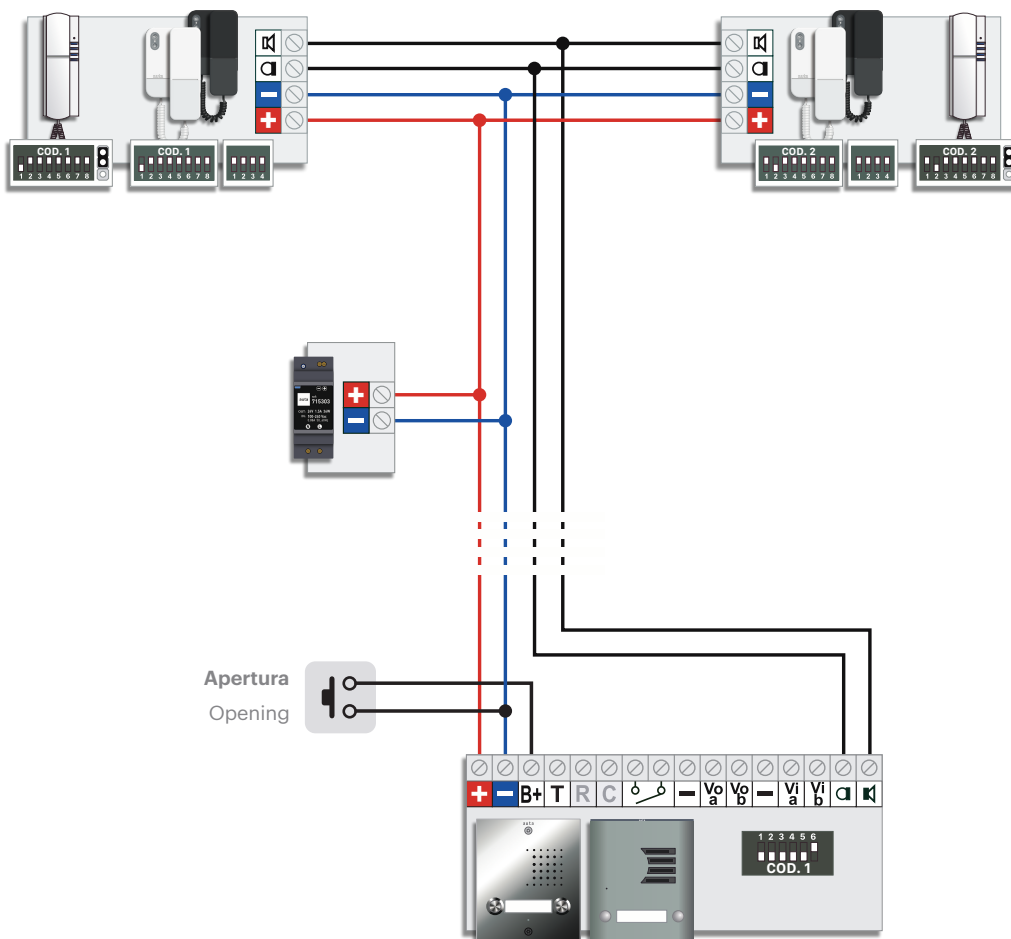 COD. 1
1 2 3 4 5 6 7 8
COD. 1
1 2 3 4 5 6 7 8
1 2 3 4
+
COD. 2
1 2 3 4 5 6 7 8
1 2 3 4
COD. 2
1 2 3 4 5 6 7 8
+
auta
715303
+
Apertura
Opening
+ − B+ T R C − Vo a Vo b − Vi a Vi b
auta
1 2 3 4 5 6
COD. 1